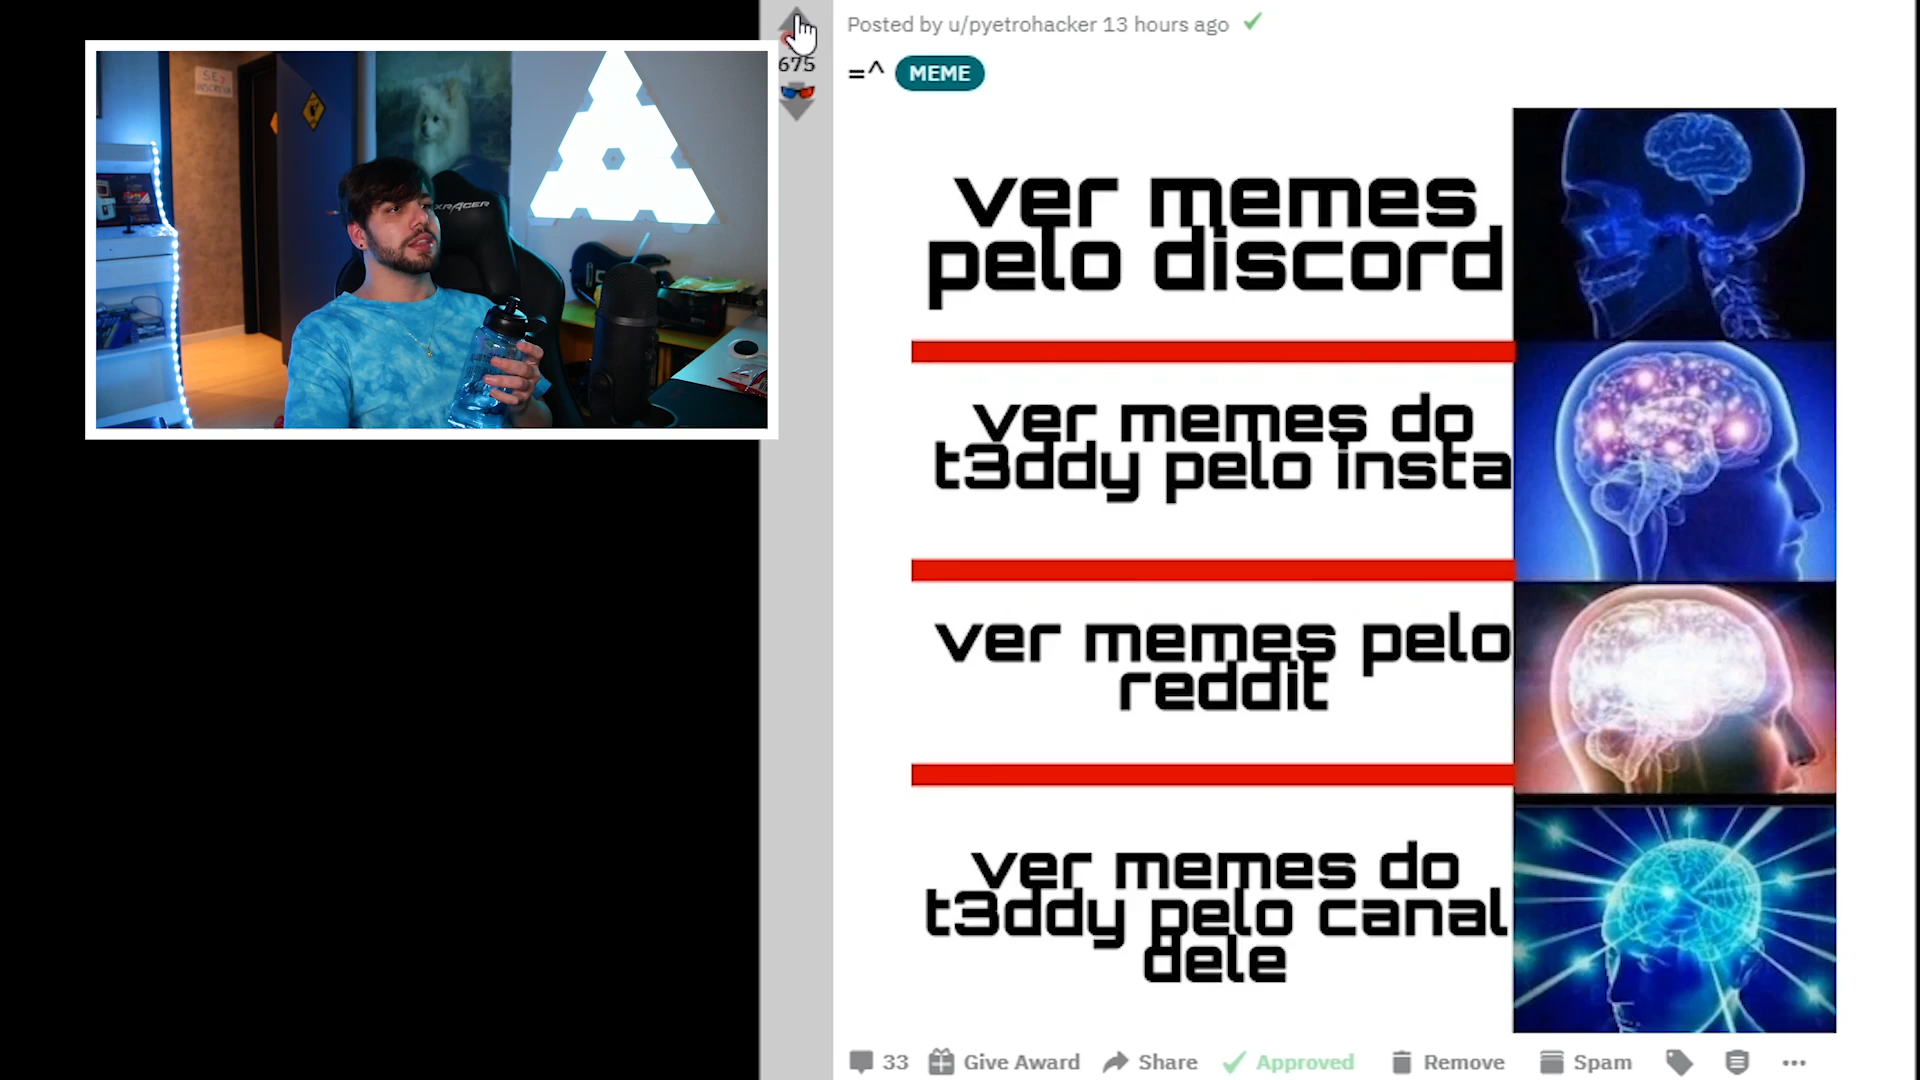 Posted by u/pyetrohacker 13 hours ago
675
=^ MEME
ver memes
pelo discord
ver memes do
t3ddy pelo insta
ver memes pelo
reddit
ver memes do
t3ddy pelo canal
dele
33 Give Award Share Approved Remove Spam
XRACER